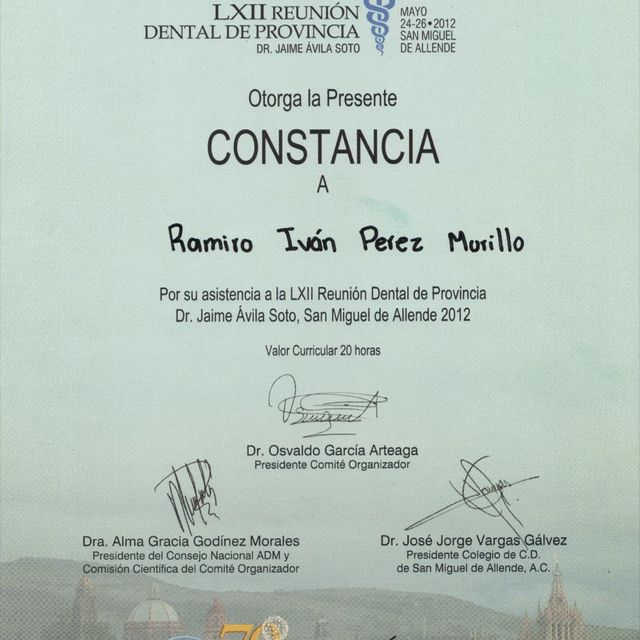 LXII REUNIÓN
DENTAL DE PROVINCIA
DR. JAIME ÁVILA SOTO
MAYO
24-26•2012
SAN MIGUEL
DE ALLENDE
Otorga la Presente
CONSTANCIA
A
Ramiro Iván Perez Murillo
Por su asistencia a la LXII Reunión Dental de Provincia
Dr. Jaime Ávila Soto, San Miguel de Allende 2012
Valor Curricular 20 horas
Dr. Osvaldo García Arteaga
Presidente Comité Organizador
Dra. Alma Gracia Godínez Morales
Presidente del Consejo Nacional ADM y
Comisión Científica del Comité Organizador
Dr. José Jorge Vargas Gálvez
Presidente Colegio de C.D.
de San Miguel de Allende, A.C.